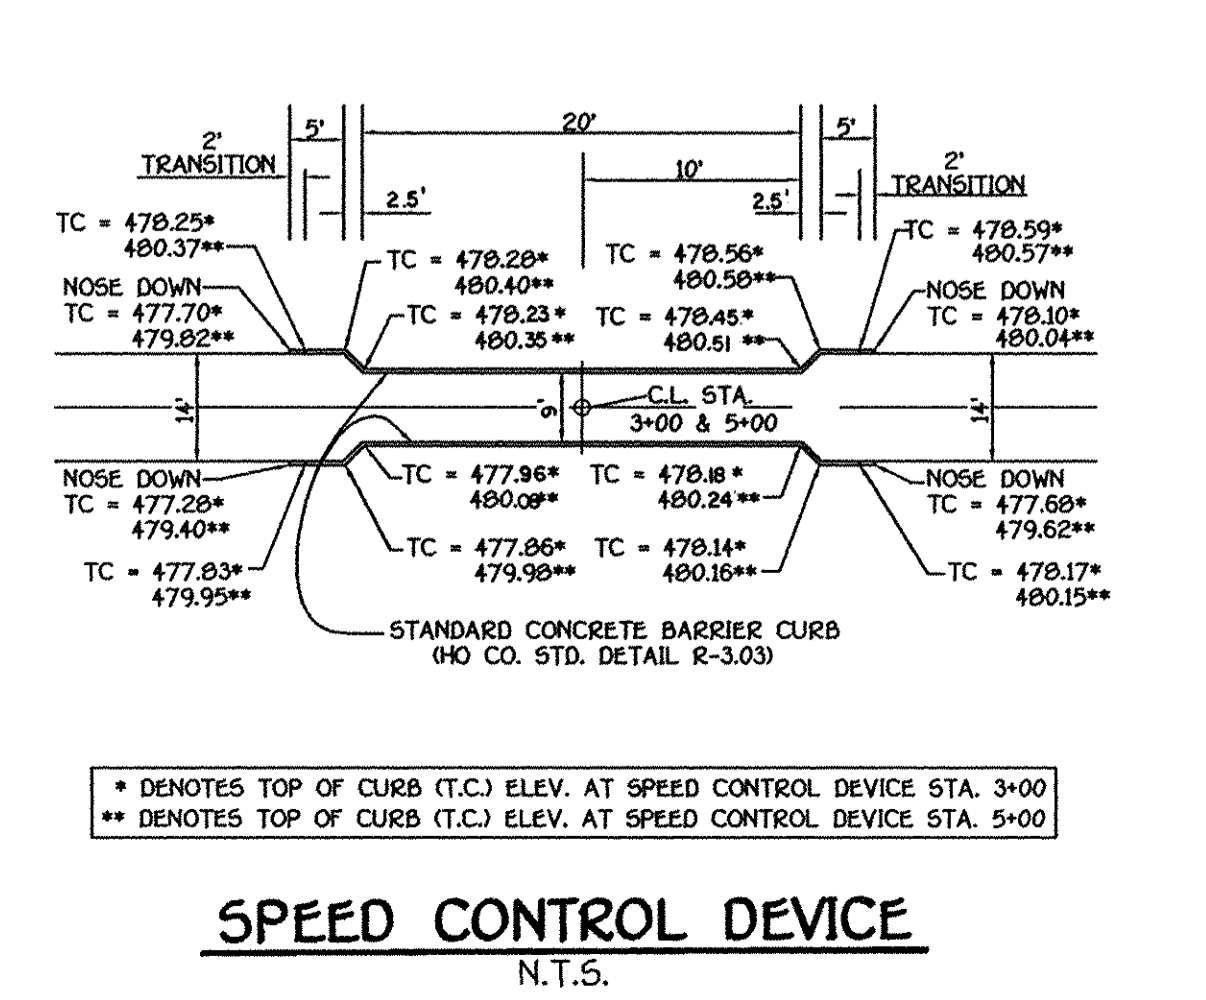 5'
20'
5'
2'
TRANSITION
10'
2'
TRANSITION
2.5'
2.5'
TC = 478.25*
480.37**
TC = 478.28*
480.40**
TC = 478.56*
480.58**
TC = 478.59*
480.57**
NOSE DOWN
TC = 477.70*
479.82**
TC = 478.23*
480.35**
TC = 478.45*
480.51 **
NOSE DOWN
TC = 478.10*
480.04**
14'
9'
C.L. STA.
3+00 & 5+00
14'
NOSE DOWN
TC = 477.28*
479.40**
TC = 477.96*
480.08**
TC = 478.18 *
480.24 **
NOSE DOWN
TC = 477.68*
479.62**
TC = 477.83*
479.95**
TC = 477.86*
479.98**
TC = 478.14*
480.16**
TC = 478.17*
480.15**
STANDARD CONCRETE BARRIER CURB
(HO CO. STD. DETAIL R-3.03)
* DENOTES TOP OF CURB (T.C.) ELEV. AT SPEED CONTROL DEVICE STA. 3+00
** DENOTES TOP OF CURB (T.C.) ELEV. AT SPEED CONTROL DEVICE STA. 5+00
SPEED CONTROL DEVICE
N.T.S.